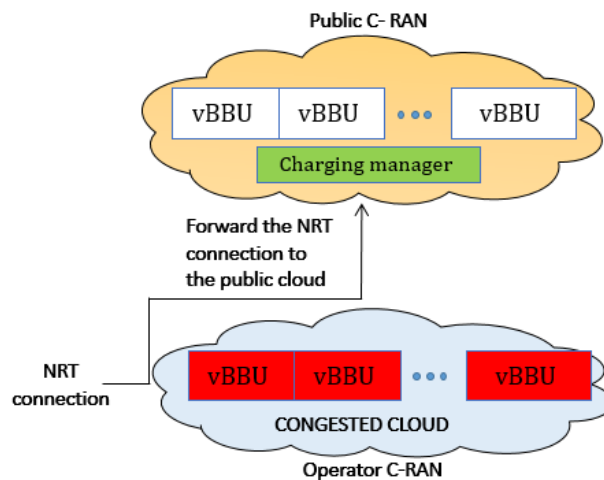 Public C- RAN
vBBU vBBU vBBU
Charging manager
Forward the NRT
connection to
the public cloud
NRT
connection
vBBU vBBU vBBU
CONGESTED CLOUD
Operator C-RAN